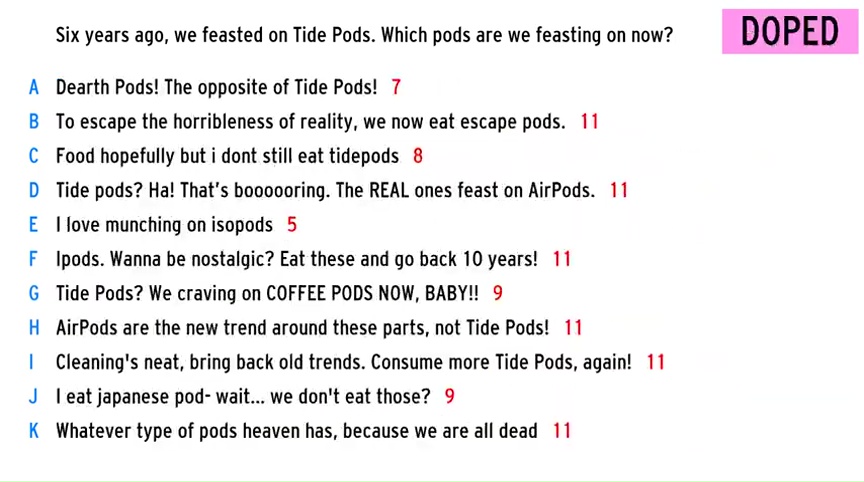 Six years ago, we feasted on Tide Pods. Which pods are we feasting on now?
DOPED
A Dearth Pods! The opposite of Tide Pods! 7
B To escape the horribleness of reality, we now eat escape pods. 11
C Food hopefully but i dont still eat tidepods 8
D Tide pods? Ha! That's boooooring. The REAL ones feast on AirPods. 11
E I love munching on isopods 5
F Ipods. Wanna be nostalgic? Eat these and go back 10 years! 11
G Tide Pods? We craving on COFFEE PODS NOW, BABY!! 9
H AirPods are the new trend around these parts, not Tide Pods! 11
I Cleaning's neat, bring back old trends. Consume more Tide Pods, again! 11
J I eat japanese pod- wait... we don't eat those? 9
K Whatever type of pods heaven has, because we are all dead 11